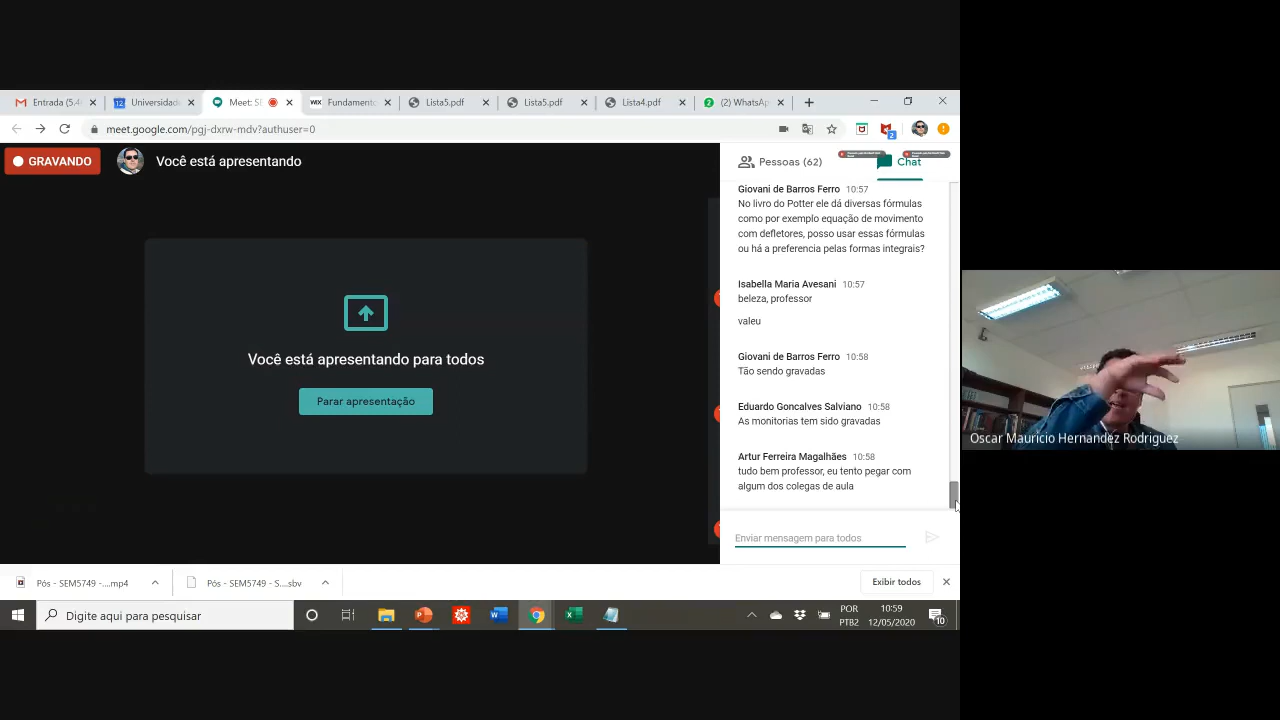 Entrada (5.4
12
Universidad
Meet: S
WIX
Fundament
Lista5.pdf
Lista5.pdf
Lista4.pdf
2
(2) WhatsAp
meet.google.com/pgj-dxrw-mdv?authuser=0
2
GRAVANDO
Você está apresentando
Pessoas (62)
Chat
Giovani de Barros Ferro 10:57
No livro do Potter ele dá diversas fórmulas
como por exemplo equação de movimento
com defletores, posso usar essas fórmulas
ou há a preferencia pelas formas integrais?
Isabella Maria Avesani 10:57
beleza, professor
valeu
Giovani de Barros Ferro 10:58
Tão sendo gravadas
Eduardo Goncalves Salviano 10:58
As monitorias tem sido gravadas
Artur Ferreira Magalhães 10:58
tudo bem professor, eu tento pegar com
algum dos colegas de aula
Você está apresentando para todos
Parar apresentação
Enviar mensagem para todos
Oscar Mauricio Hernandez Rodriguez
Pós - SEM5749 -....mp4
Pós - SEM5749 - S....sbv
Exibir todos
Digite aqui para pesquisar
POR
PTB2
10:59
12/05/2020
10